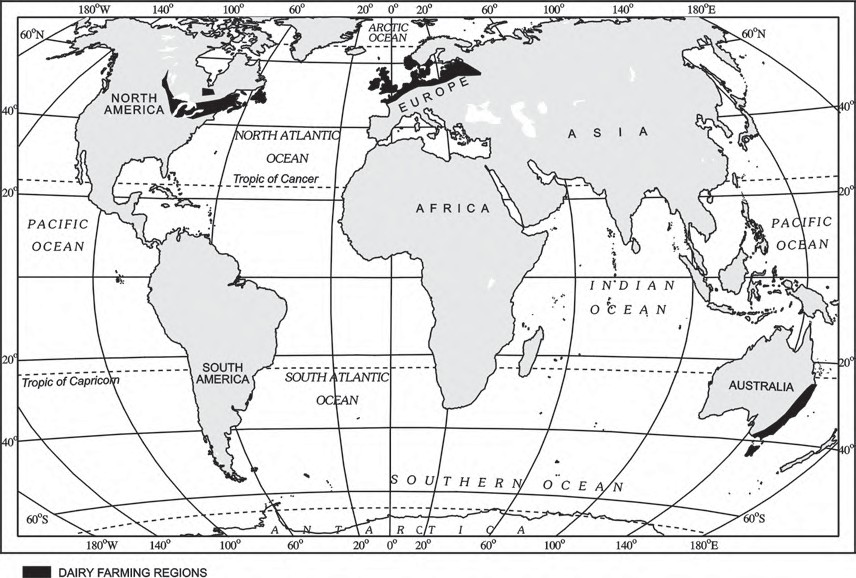 180°W 140° 100° 60° 20° 0° 20° 60° 100° 140° 180°E
60°N
ARCTIC
OCEAN
60°N
NORTH
AMERICA
EUROPE
ASIA
40°
40°
NORTH ATLANTIC
OCEAN
Tropic of Cancer
20°
20°
AFRICA
PACIFIC
OCEAN
PACIFIC
OCEAN
INDIAN
OCEAN
20°
20°
SOUTH
AMERICA
Tropic of Capricorn
SOUTH ATLANTIC
OCEAN
AUSTRALIA
40°
40°
SOUTHERN OCEAN
60°S
60°S
ANTARCTICA
180°W 140° 100° 60° 20° 0° 20° 60° 100° 140° 180°E
DAIRY FARMING REGIONS